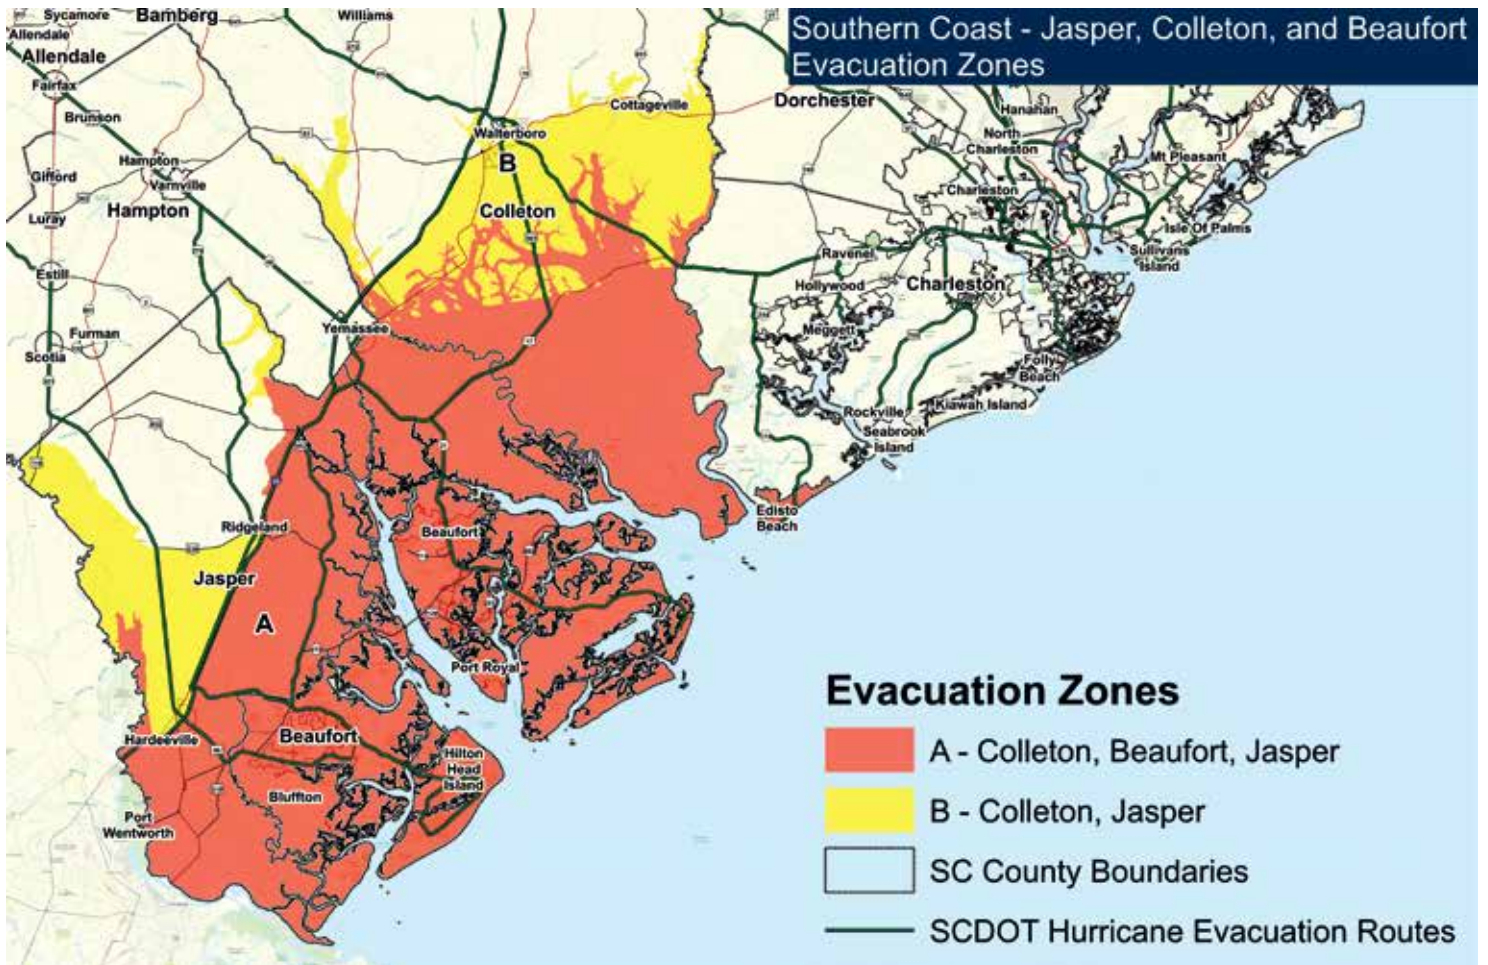 Southern Coast - Jasper, Colleton, and Beaufort
Evacuation Zones
Sycamore
Bamberg
Williams
Allendale
Allendale
Fairfax
Brunson
Hampton
Varnville
Gifford
Hampton
Luray
Estill
Furman
Scotia
Yemassee
Walterboro
B
Colleton
Cottageville
Dorchester
Hanahan
North
Charleston
Mt Pleasant
Charleston
Isle Of Palms
Sullivans
Island
Ravenel
Hollywood
Charleston
Meggett
Folly
Beach
Kiawah Island
Rockville
Seabrook
Island
Edisto
Beach
Ridgeland
Beaufort
Jasper
A
Port Royal
Hardeeville
Beaufort
Hilton
Head
Island
Bluffton
Port
Wentworth
Evacuation Zones
A - Colleton, Beaufort, Jasper
B - Colleton, Jasper
SC County Boundaries
SCDOT Hurricane Evacuation Routes